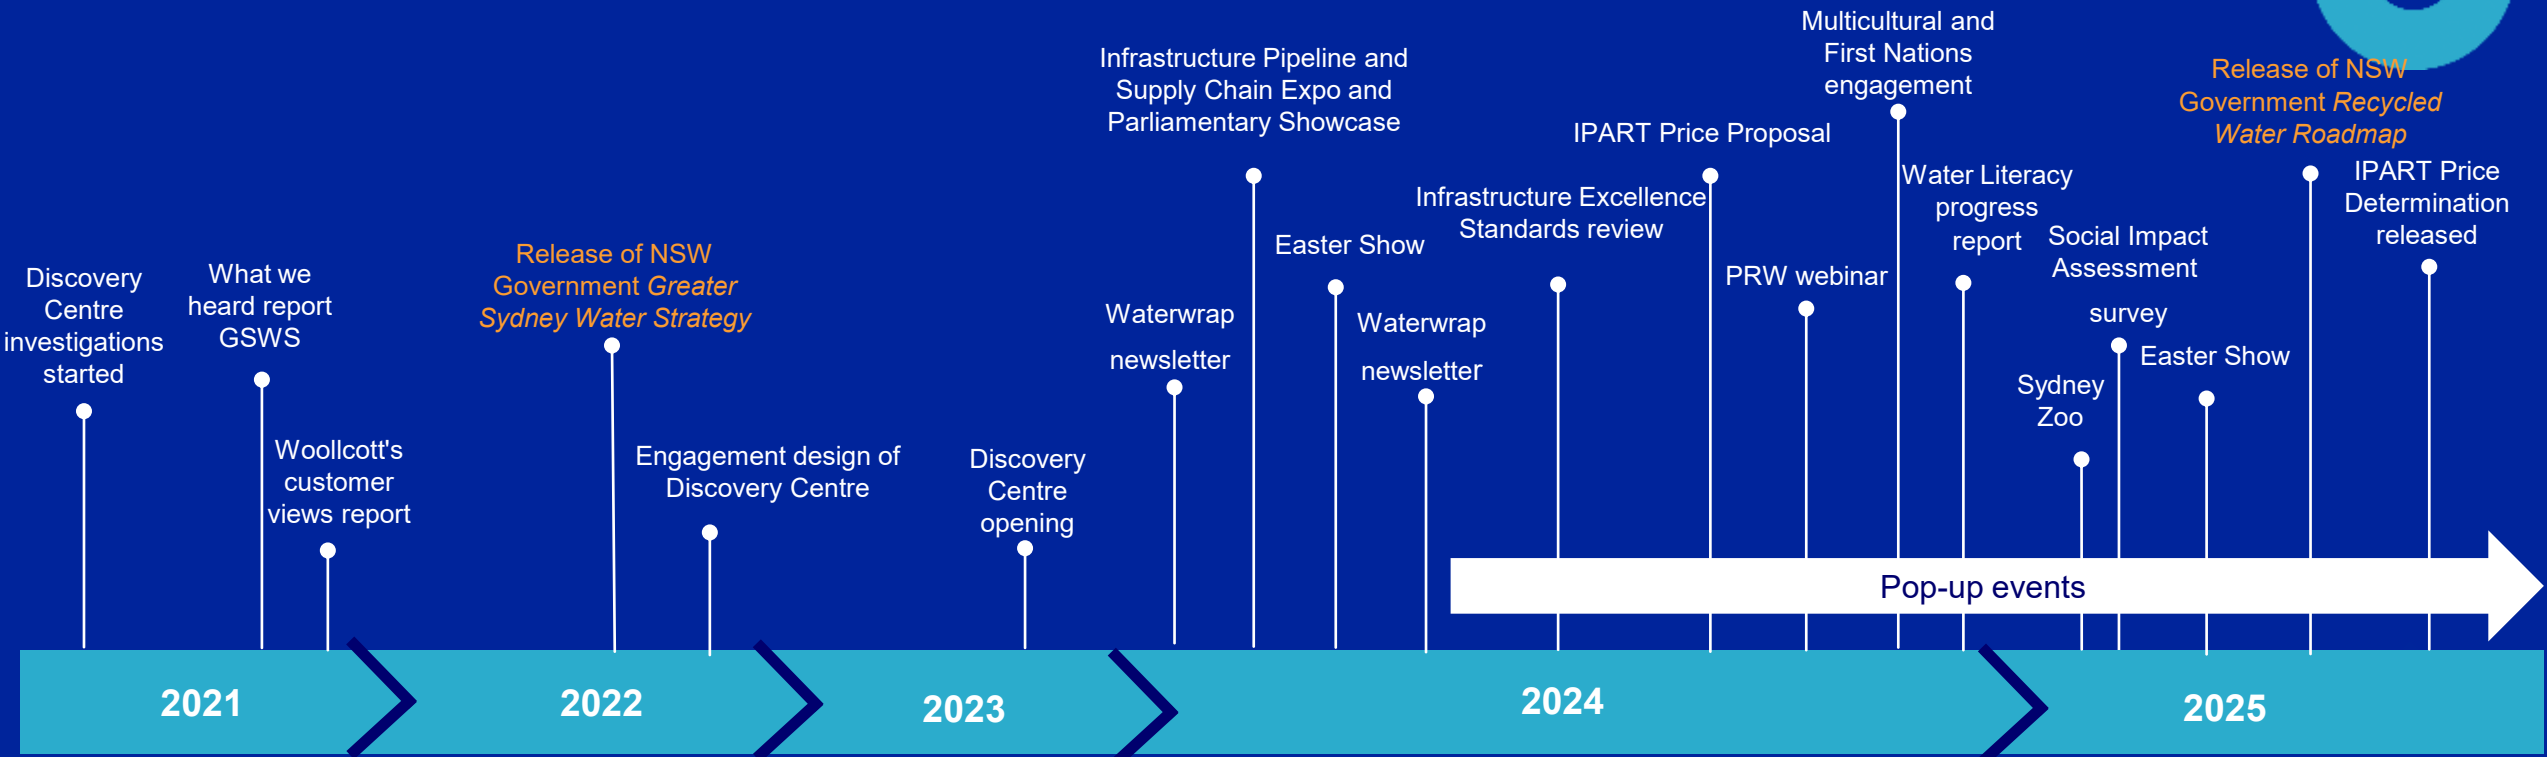 Discovery
Centre
investigations
started
What we
heard report
GSWS
Woollcott's
customer
views report
Release of NSW
Government Greater
Sydney Water Strategy
Engagement design of
Discovery Centre
Discovery
Centre
opening
Waterwrap
newsletter
Infrastructure Pipeline and
Supply Chain Expo and
Parliamentary Showcase
Easter Show
Waterwrap
newsletter
Infrastructure Excellence
Standards review
IPART Price Proposal
PRW webinar
Multicultural and
First Nations
engagement
Water Literacy
progress
report
Sydney
Zoo
Social Impact
Assessment
survey
Easter Show
Release of NSW
Government Recycled
Water Roadmap
IPART Price
Determination
released
Pop-up events
2021
2022
2023
2024
2025